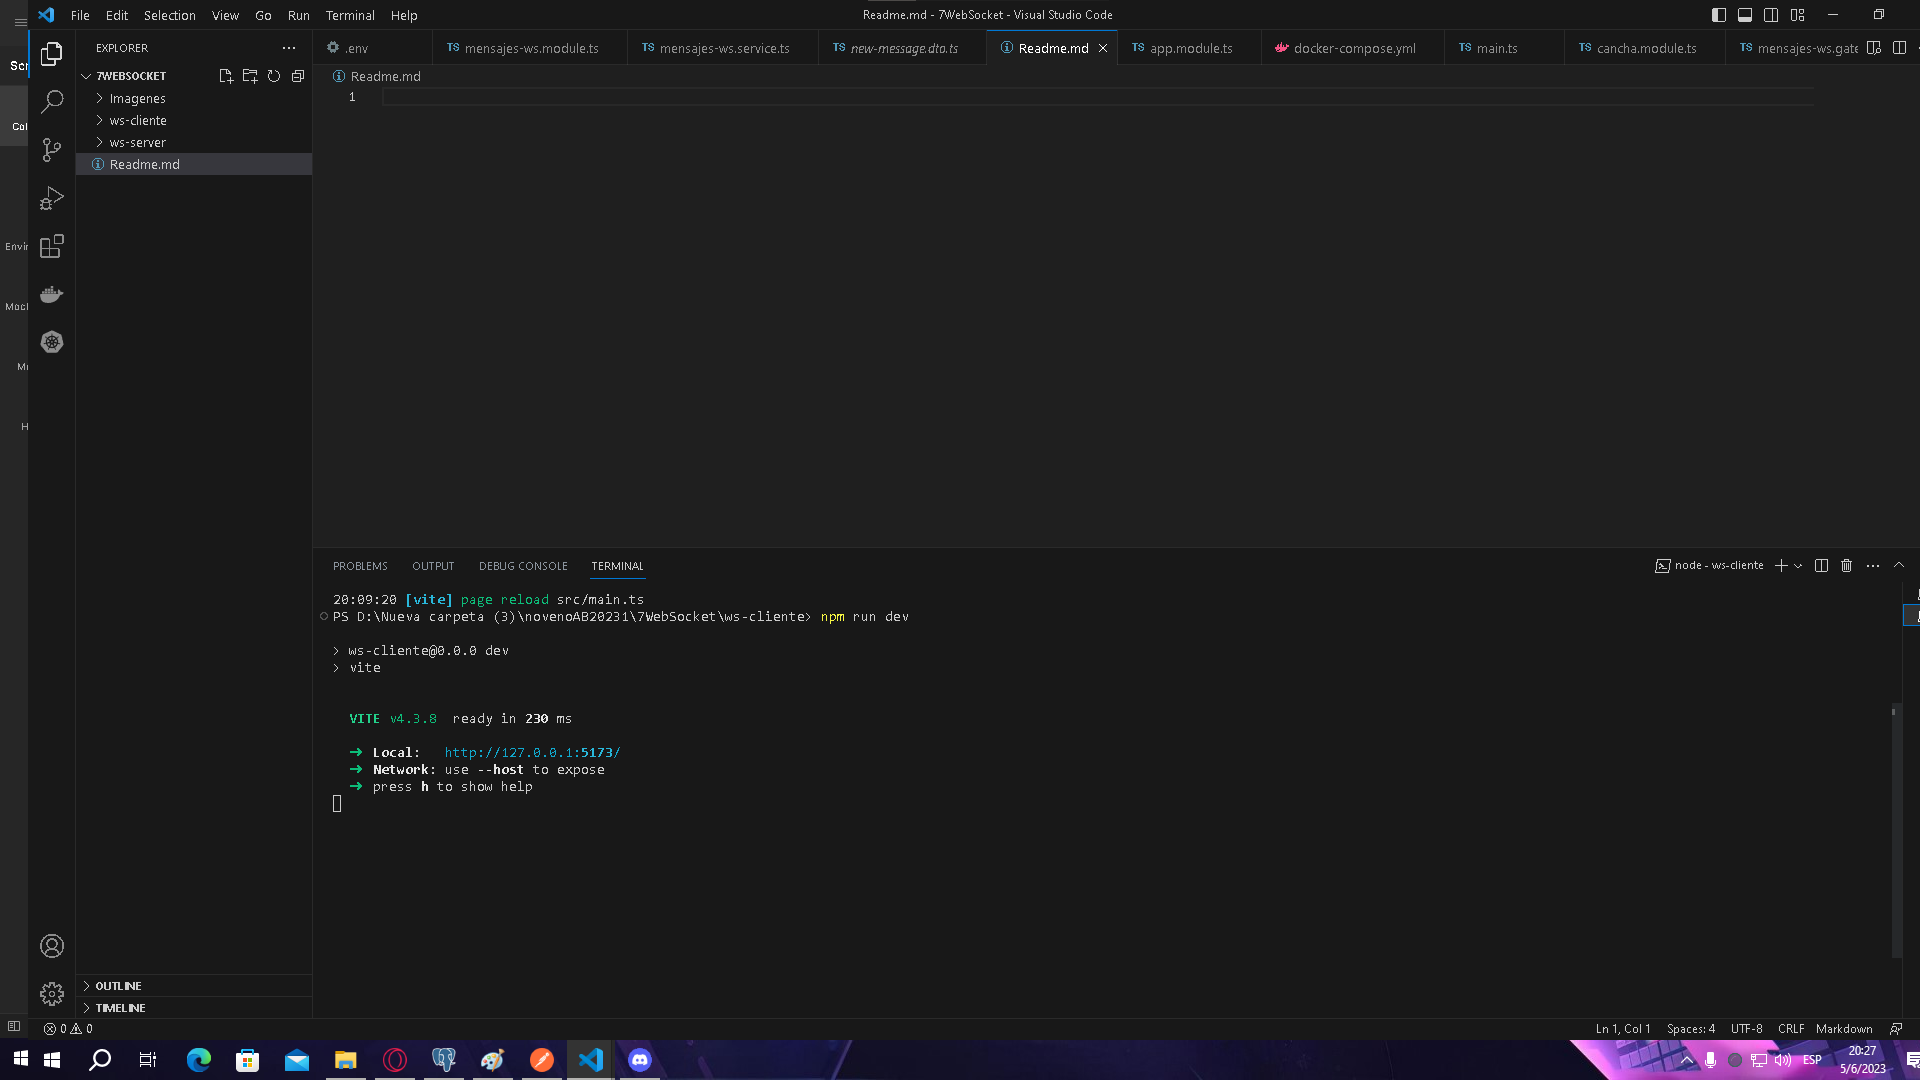 File Edit Selection View Go Run Terminal Help
Readme.md - 7WebSocket - Visual Studio Code
Scr
Col
Envir
Mocl
H
EXPLORER
7WEBSOCKET
Imagenes
ws-cliente
ws-server
Readme.md
OUTLINE
TIMELINE
.env
TS mensajes-ws.module.ts
TS mensajes-ws.service.ts
TS new-message.dto.ts
Readme.md
TS app.module.ts
docker-compose.yml
TS main.ts
TS cancha.module.ts
TS mensajes-ws.gate
Readme.md
1
PROBLEMS OUTPUT DEBUG CONSOLE TERMINAL
node - ws-cliente
20:09:20 [vite] page reload src/main.ts
PS D:\Nueva carpeta (3)\novenoAB20231\7WebSocket\ws-cliente> npm run dev
> ws-cliente@0.0.0 dev
> vite
VITE v4.3.8 ready in 230 ms
➜ Local: http://127.0.0.1:5173/
➜ Network: use --host to expose
➜ press h to show help
0 0
Ln 1, Col 1 Spaces: 4 UTF-8 CRLF Markdown
ESP
20:27
5/6/2023